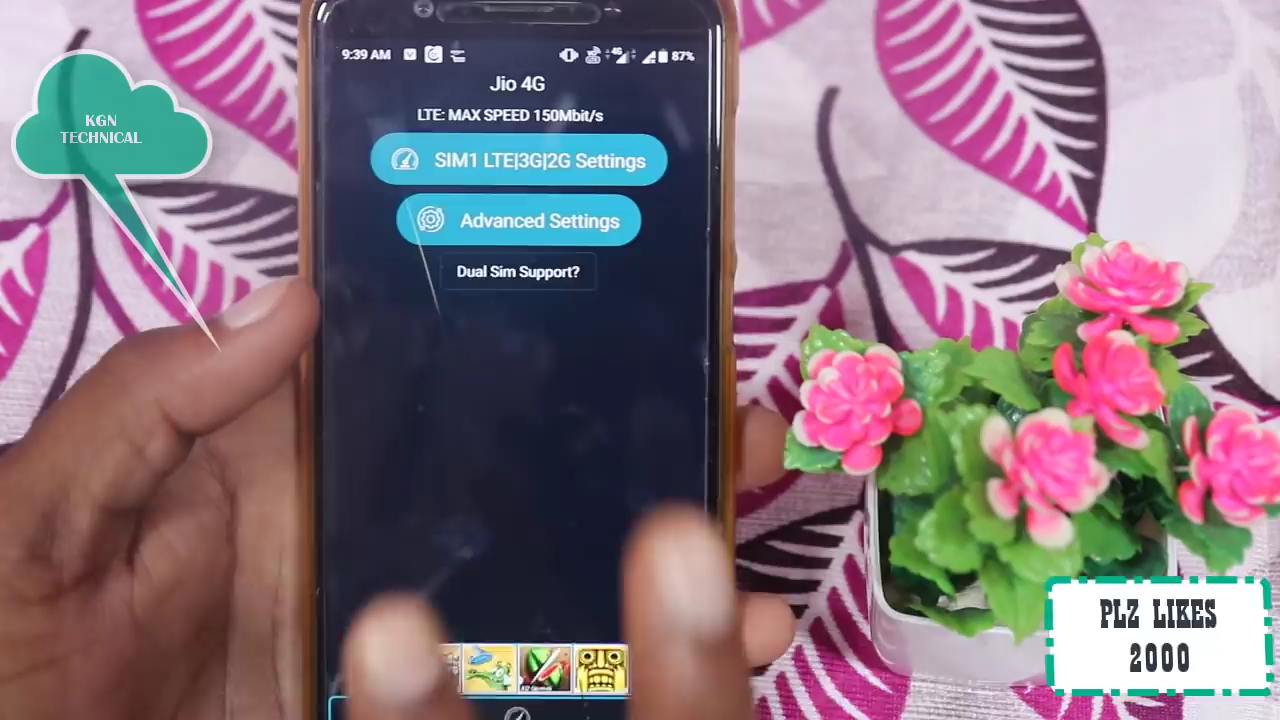 9:39 AM
4G
87%
Jio 4G
LTE: MAX SPEED 150Mbit/s
SIM1 LTE|3G|2G Settings
Advanced Settings
Dual Sim Support?
KGN
TECHNICAL
PLZ LIKES
2000